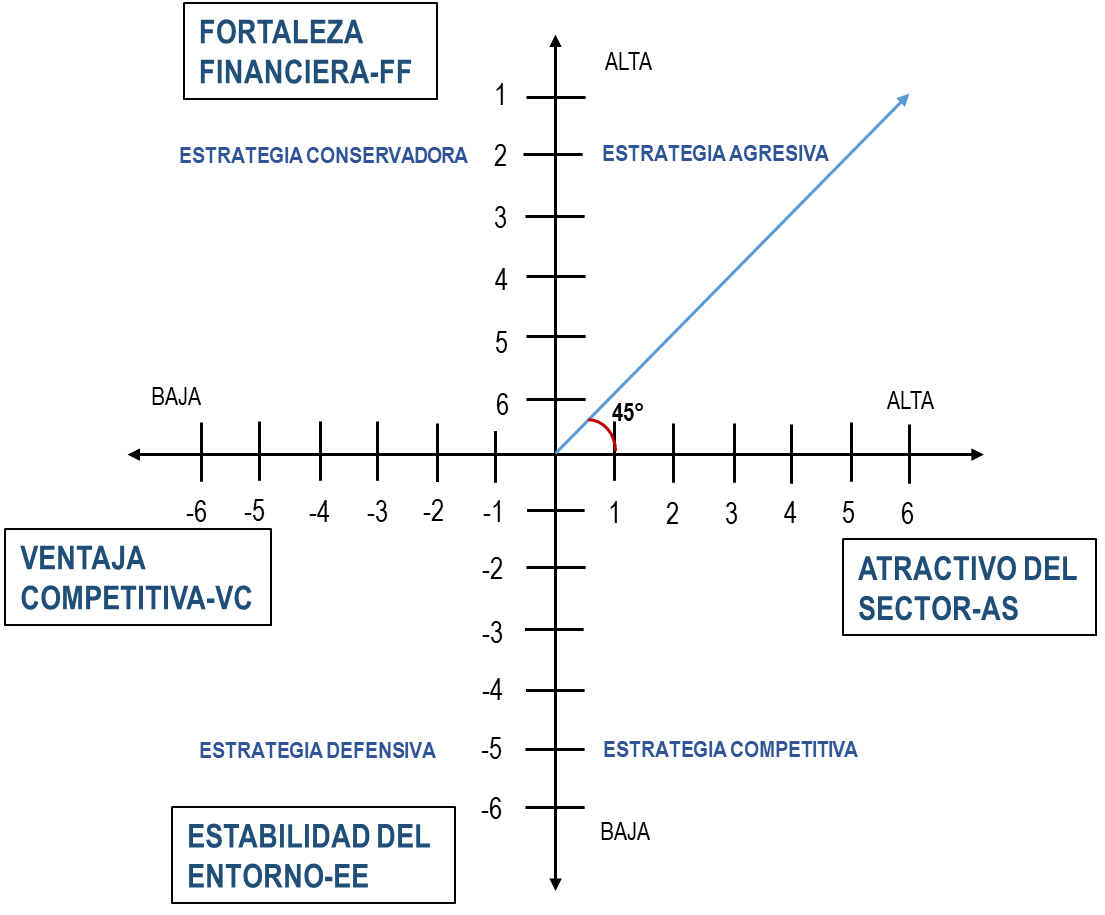 FORTALEZA
FINANCIERA-FF
ALTA
1
ESTRATEGIA CONSERVADORA
2
ESTRATEGIA AGRESIVA
3
4
5
BAJA
6
45°
ALTA
-6 -5 -4 -3 -2 -1 1 2 3 4 5 6
VENTAJA
COMPETITIVA-VC
ATRACTIVO DEL
SECTOR-AS
-2
-3
-4
ESTRATEGIA DEFENSIVA
-5
ESTRATEGIA COMPETITIVA
-6
BAJA
ESTABILIDAD DEL
ENTORNO-EE